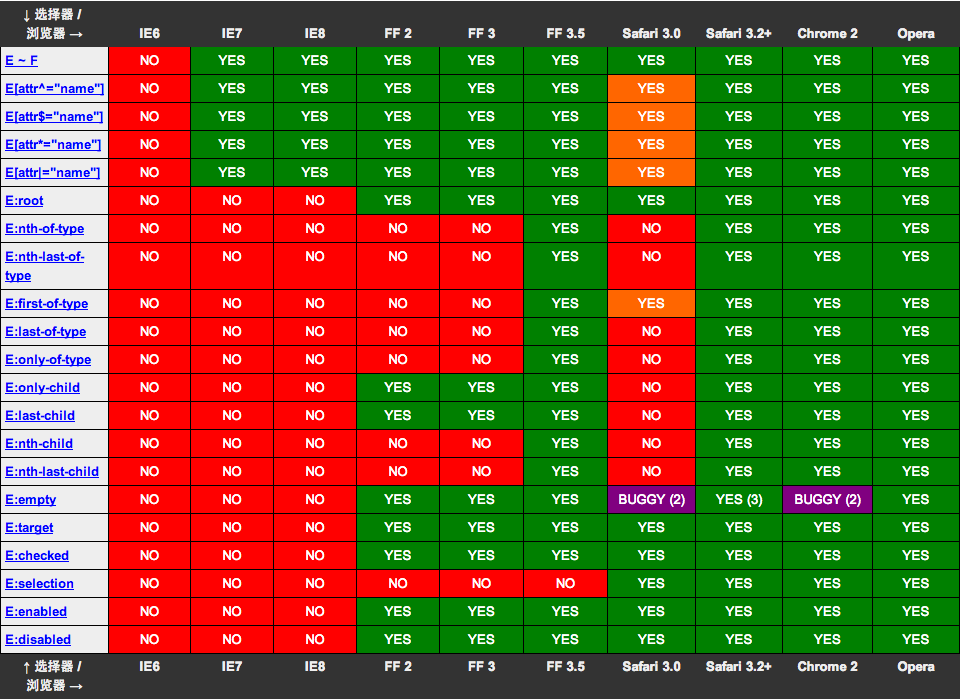 ↓ 选择器 /
浏览器 → IE6 IE7 IE8 FF 2 FF 3 FF 3.5 Safari 3.0 Safari 3.2+ Chrome 2 Opera
E ~ F NO YES YES YES YES YES YES YES YES YES
E[attr^="name"] NO YES YES YES YES YES YES YES YES YES
E[attr$="name"] NO YES YES YES YES YES YES YES YES YES
E[attr*="name"] NO YES YES YES YES YES YES YES YES YES
E[attr|="name"] NO YES YES YES YES YES YES YES YES YES
E:root NO NO NO YES YES YES YES YES YES YES
E:nth-of-type NO NO NO NO NO YES NO YES YES YES
E:nth-last-of- NO NO NO NO NO YES NO YES YES YES
type
E:first-of-type NO NO NO NO NO YES YES YES YES YES
E:last-of-type NO NO NO NO NO YES NO YES YES YES
E:only-of-type NO NO NO NO NO YES NO YES YES YES
E:only-child NO NO NO YES YES YES NO YES YES YES
E:last-child NO NO NO YES YES YES NO YES YES YES
E:nth-child NO NO NO NO NO YES NO YES YES YES
E:nth-last-child NO NO NO NO NO YES NO YES YES YES
E:empty NO NO NO YES YES YES BUGGY (2) YES (3) BUGGY (2) YES
E:target NO NO NO YES YES YES YES YES YES YES
E:checked NO NO NO YES YES YES YES YES YES YES
E:selection NO NO NO NO NO NO YES YES YES YES
E:enabled NO NO NO YES YES YES YES YES YES YES
E:disabled NO NO NO YES YES YES YES YES YES YES
↑ 选择器 /
浏览器 → IE6 IE7 IE8 FF 2 FF 3 FF 3.5 Safari 3.0 Safari 3.2+ Chrome 2 Opera